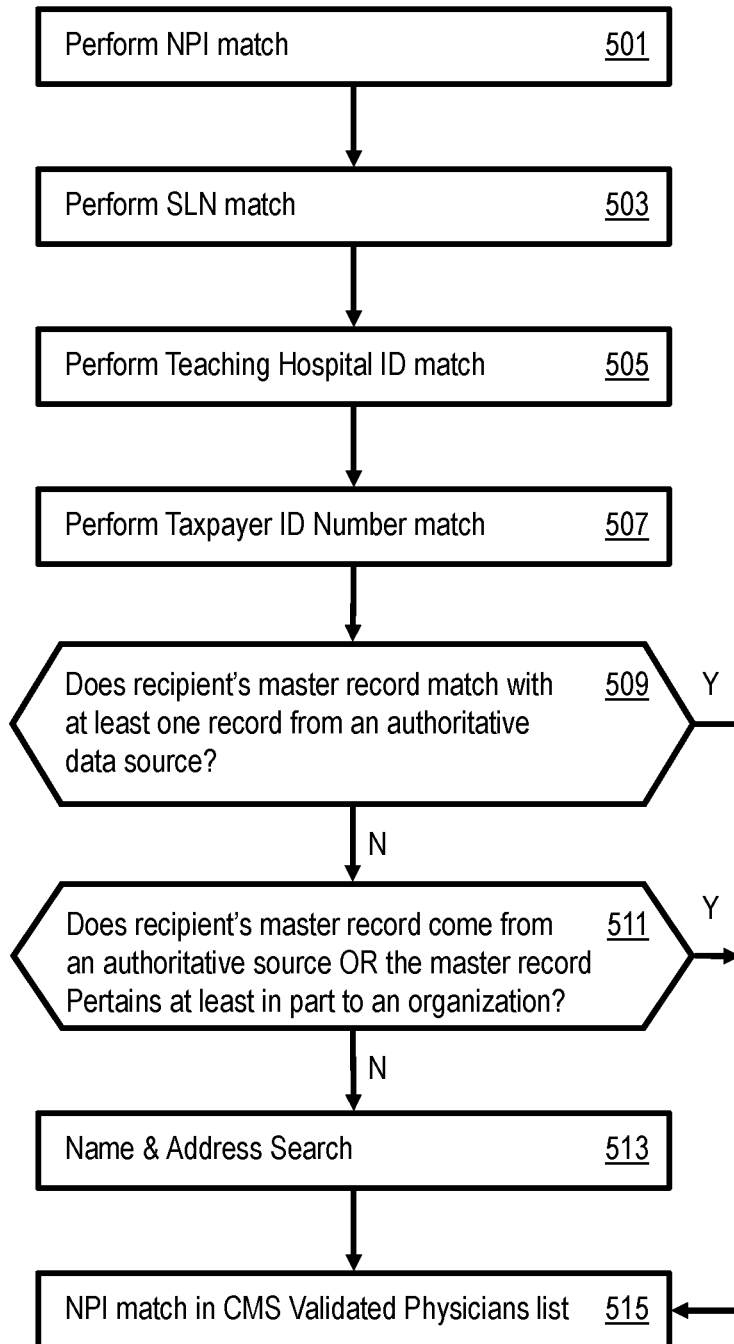 Perform NPI match 501
Perform SLN match 503
Perform Teaching Hospital ID match 505
Perform Taxpayer ID Number match 507
Does recipient's master record match with 509 Y
at least one record from an authoritative
data source?
N
Does recipient's master record come from 511 Y
an authoritative source OR the master record
Pertains at least in part to an organization?
N
Name & Address Search 513
NPI match in CMS Validated Physicians list 515